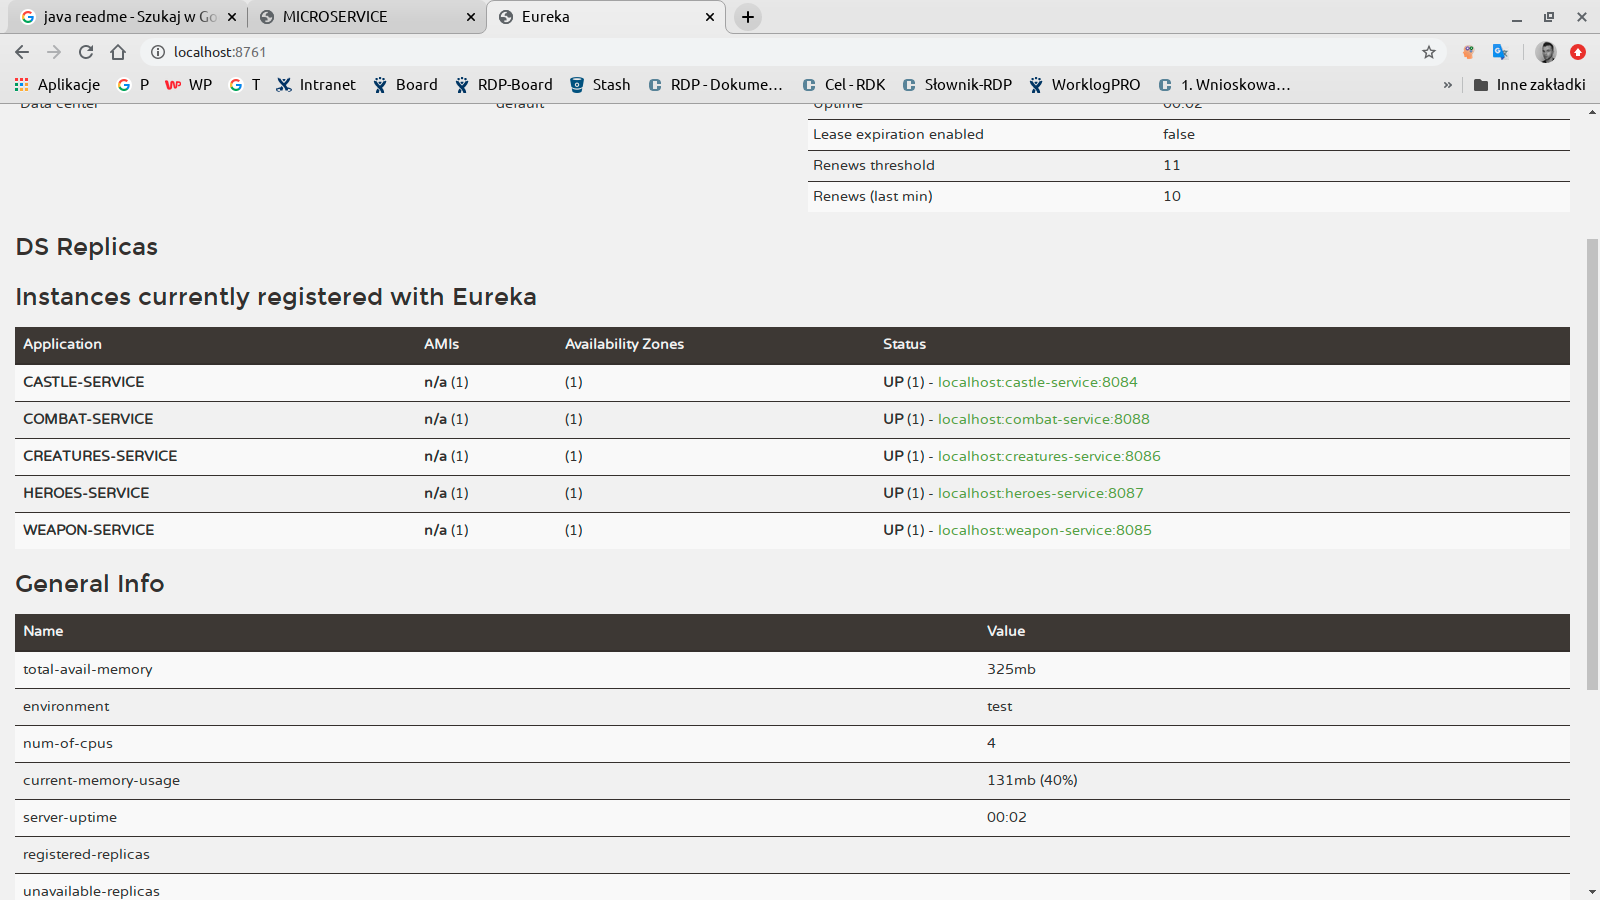 java readme - Szukaj w Go
MICROSERVICE
Eureka
localhost:8761
Aplikacje
P
WP
T
Intranet
Board
RDP-Board
Stash
RDP - Dokume...
Cel - RDK
Słownik-RDP
WorklogPRO
1. Wnioskowa...
»
Inne zakładki
Data center default
Uptime 00:02
Lease expiration enabled false
Renews threshold 11
Renews (last min) 10
DS Replicas
Instances currently registered with Eureka
Application AMIs Availability Zones Status
CASTLE-SERVICE n/a (1) (1) UP (1) - localhost:castle-service:8084
COMBAT-SERVICE n/a (1) (1) UP (1) - localhost:combat-service:8088
CREATURES-SERVICE n/a (1) (1) UP (1) - localhost:creatures-service:8086
HEROES-SERVICE n/a (1) (1) UP (1) - localhost:heroes-service:8087
WEAPON-SERVICE n/a (1) (1) UP (1) - localhost:weapon-service:8085
General Info
Name Value
total-avail-memory 325mb
environment test
num-of-cpus 4
current-memory-usage 131mb (40%)
server-uptime 00:02
registered-replicas
unavailable-replicas